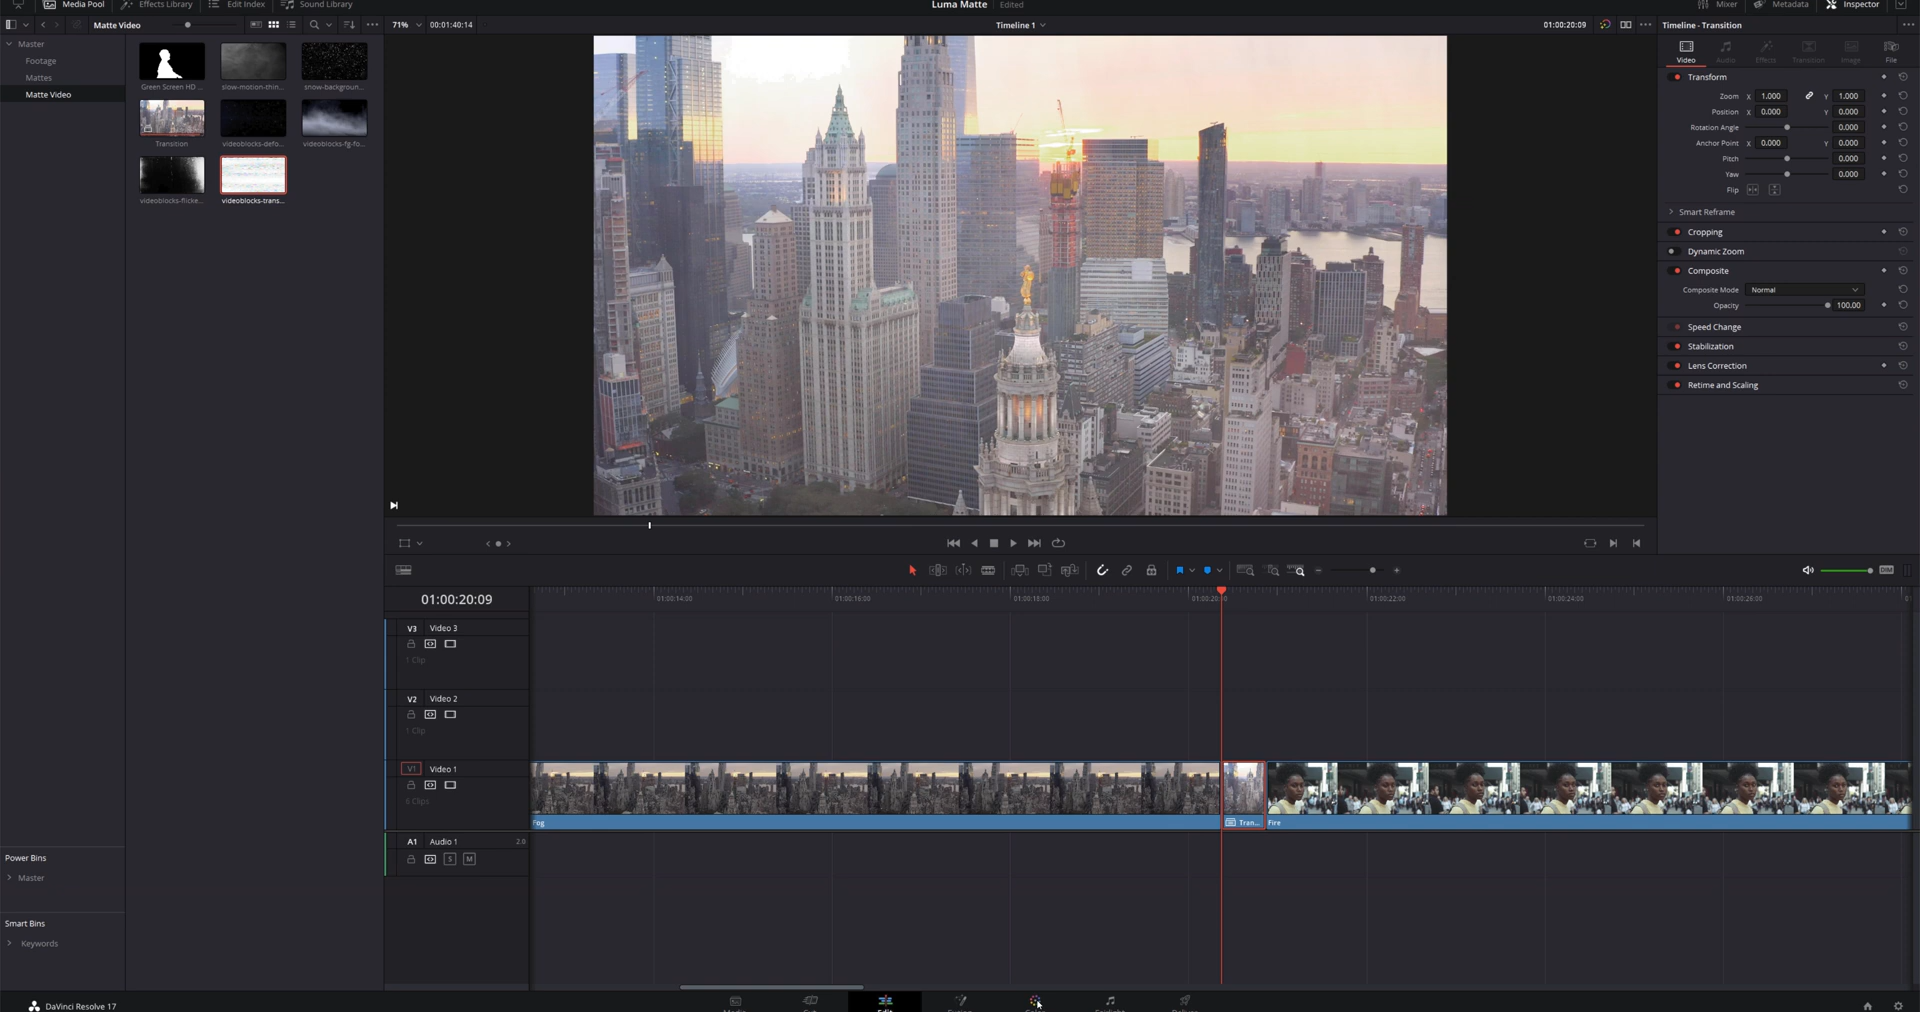 Media Pool Effects Library Edit Index Sound Library Luma Matte Edited Mixer Metadata Inspector
Matte Video 71% 00:01:40:14 Timeline 1 01:00:20:09 Timeline - Transition
Master
Footage
Mattes
Matte Video
Green Screen HD ... slow-motion-thin... snow-backgroun...
Transition videoblocks-defo... videoblocks-fg-fo...
videoblocks-flicke... videoblocks-trans...
Video Audio Effects Transition Image File
Transform
Zoom X 1.000 Y 1.000
Position X 0.000 Y 0.000
Rotation Angle 0.000
Anchor Point X 0.000 Y 0.000
Pitch 0.000
Yaw 0.000
Flip
Smart Reframe
Cropping
Dynamic Zoom
Composite
Composite Mode Normal
Opacity 100.00
Speed Change
Stabilization
Lens Correction
Retime and Scaling
DIM
01:00:20:09 01:00:14:00 01:00:16:00 01:00:18:00 01:00:22:00 01:00:24:00 01:00:26:00
V3 Video 3
1 Clip
V2 Video 2
1 Clip
V1 Video 1
6 Clips
Fog Tran... Fire
A1 Audio 1 2.0
S M
Power Bins
Master
Smart Bins
Keywords
DaVinci Resolve 17 Edit